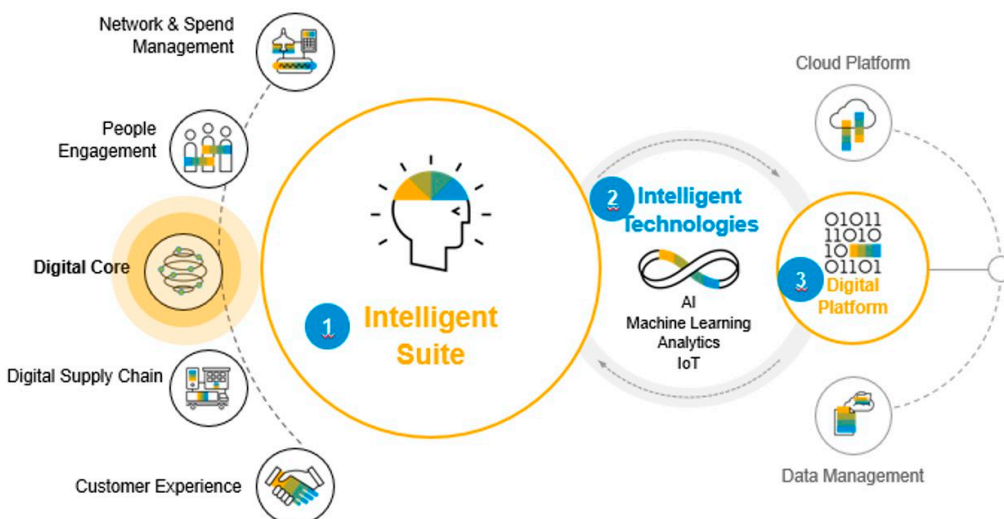 Network & Spend
Management
People
Engagement
Digital Core
Digital Supply Chain
Customer Experience
1
Intelligent
Suite
2
Intelligent
Technologies
AI
Machine Learning
Analytics
IoT
Cloud Platform
01011
11010
10
01101
3
Digital
Platform
Data Management